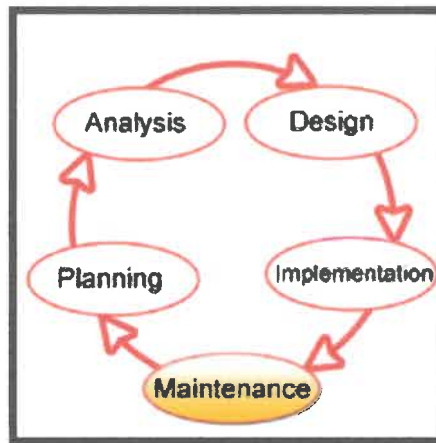 Analysis
Design
Planning
Implementation
Maintenance